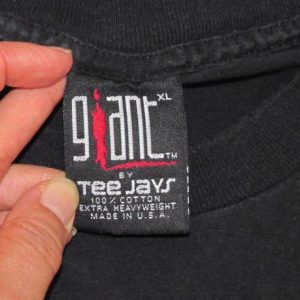 giant XL
TM
BY
TEE JAYS
100% COTTON
EXTRA HEAVYWEIGHT
MADE IN U.S.A.